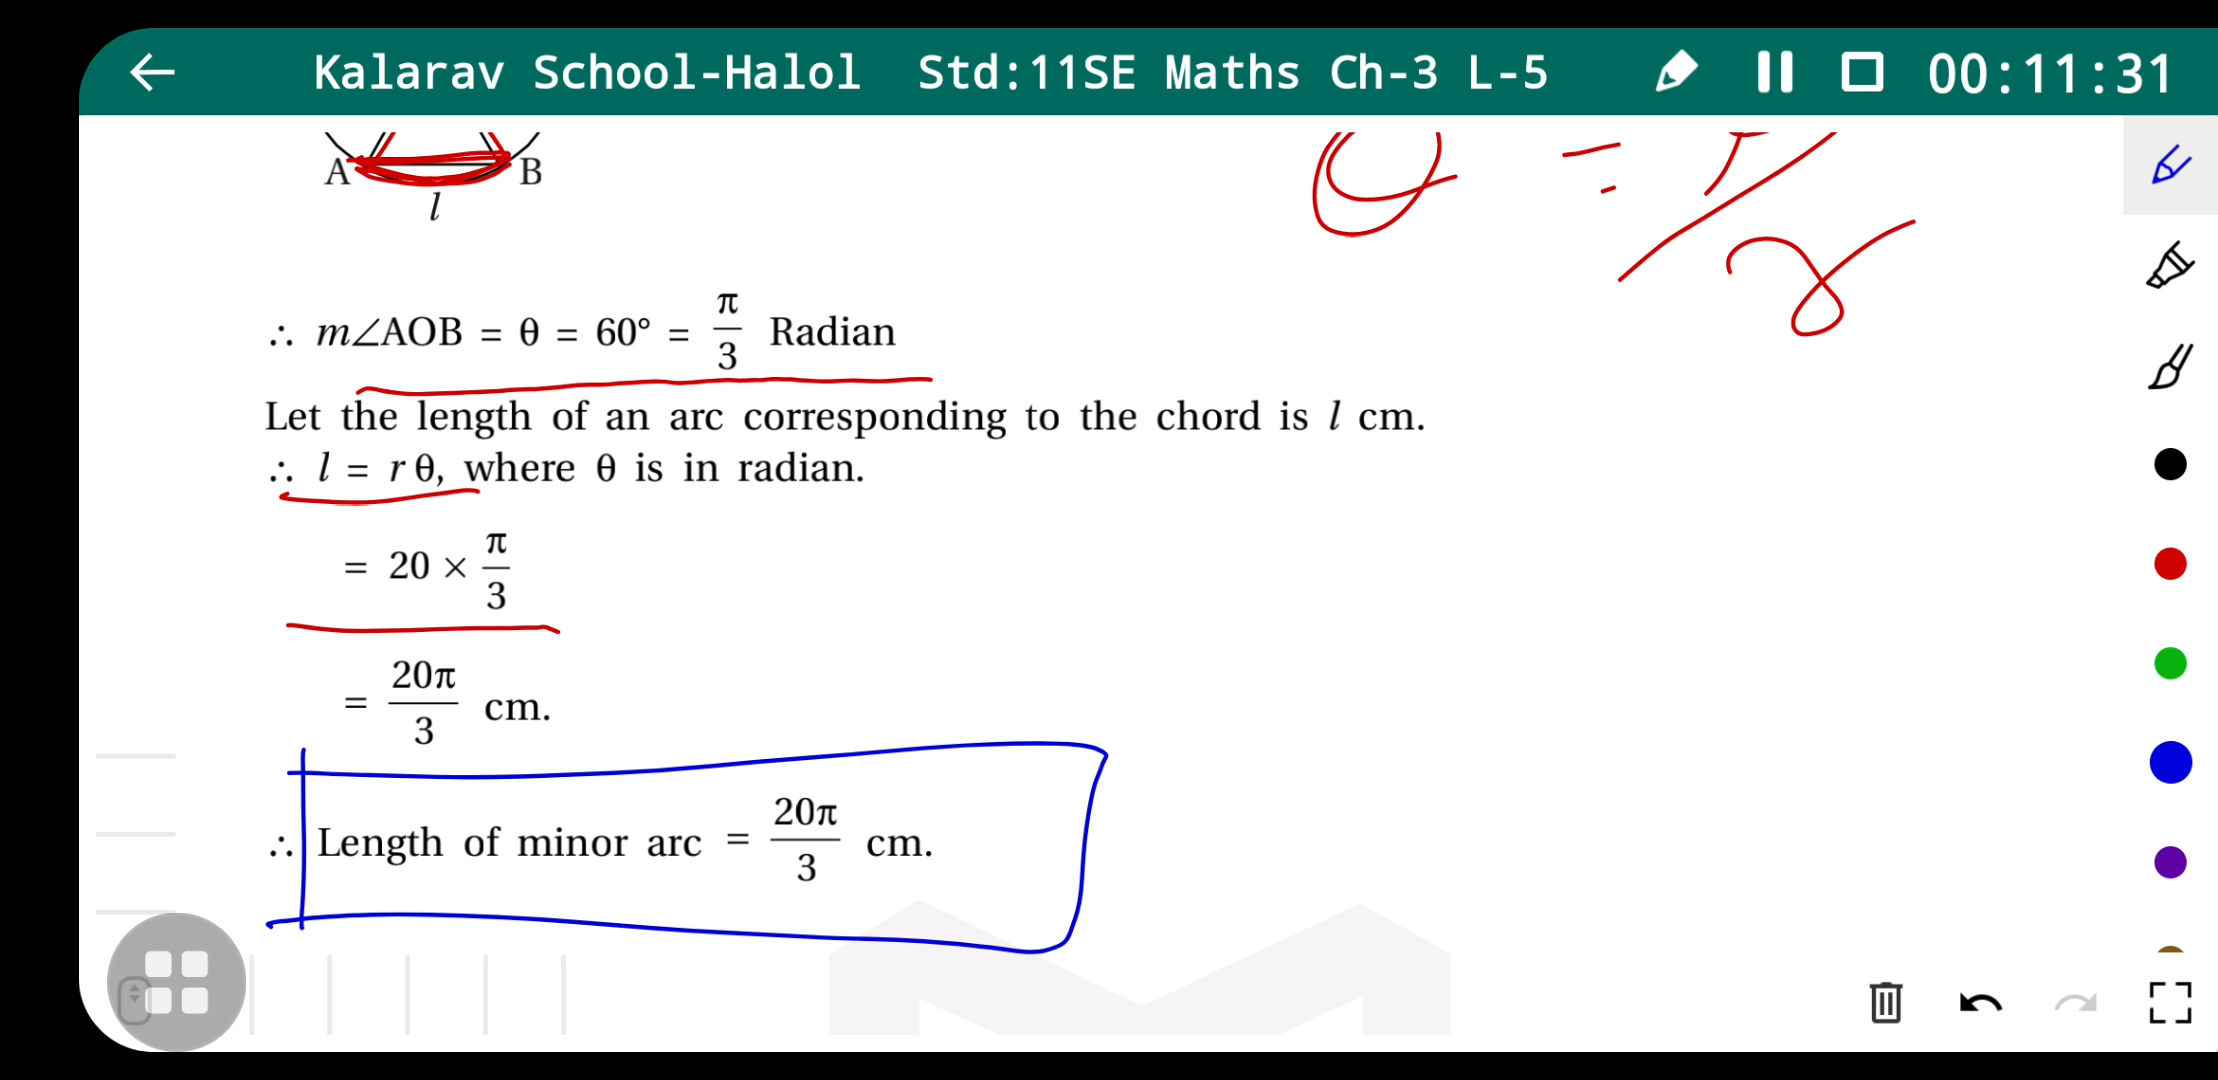 Kalarav School-Halol Std:11SE Maths Ch-3 L-5 00:11:31
A B
l
θ =
∴ m∠AOB = θ = 60° = π/3 Radian
Let the length of an arc corresponding to the chord is l cm.
∴ l = rθ, where θ is in radian.
= 20 × π/3
= 20π/3 cm.
∴ Length of minor arc = 20π/3 cm.